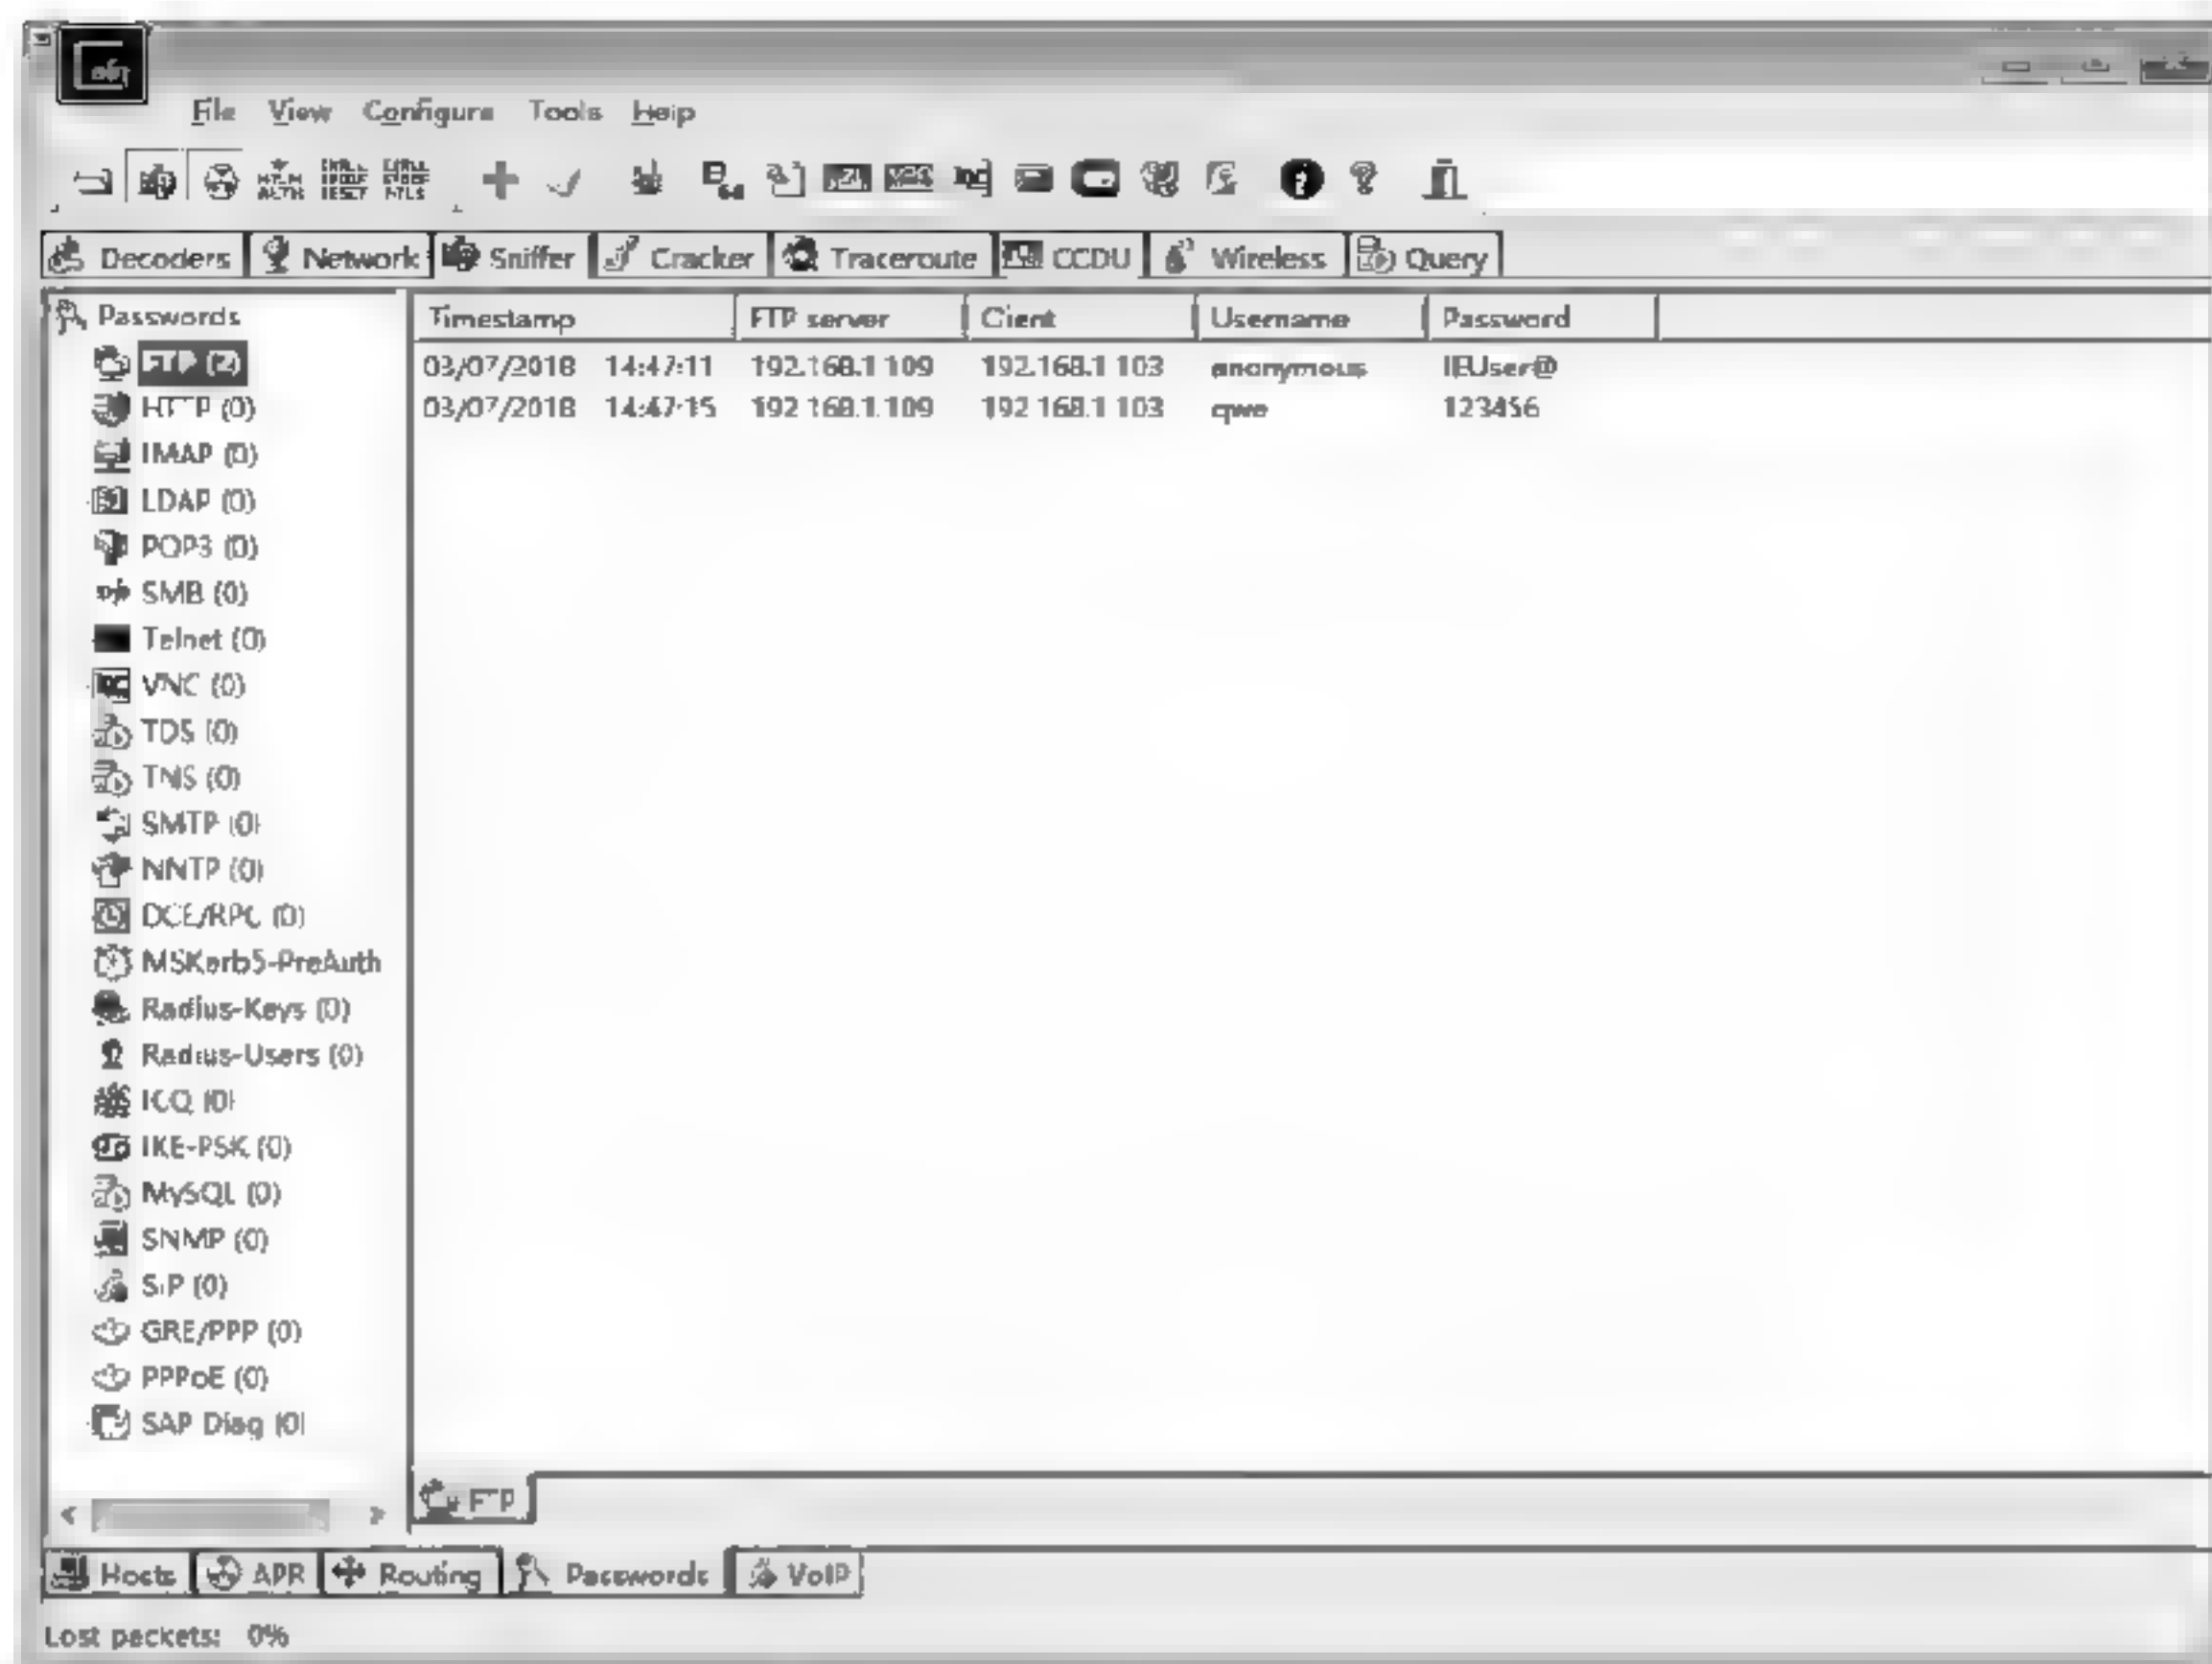 File View Configure Tools Help
Decoders Network Sniffer Cracker Traceroute CCDU Wireless Query
Passwords
Timestamp FTP server Client Username Password
FTP (2)
03/07/2018 14:47:11 192.168.1.109 192.168.1.103 anonymous IEUser@
HTTP (0)
03/07/2018 14:47:15 192.168.1.109 192.168.1.103 qwe 123456
IMAP (0)
LDAP (0)
POP3 (0)
SMB (0)
Telnet (0)
VNC (0)
TDS (0)
TNS (0)
SMTP (0)
NNTP (0)
DCE/RPC (0)
MSKerb5-PreAuth
Radius-Keys (0)
Radius-Users (0)
ICQ (0)
IKE-PSK (0)
MySQL (0)
SNMP (0)
SIP (0)
GRE/PPP (0)
PPPoE (0)
SAP Diag (0)
FTP
Hosts APR Routing Passwords VoIP
Lost packets: 0%